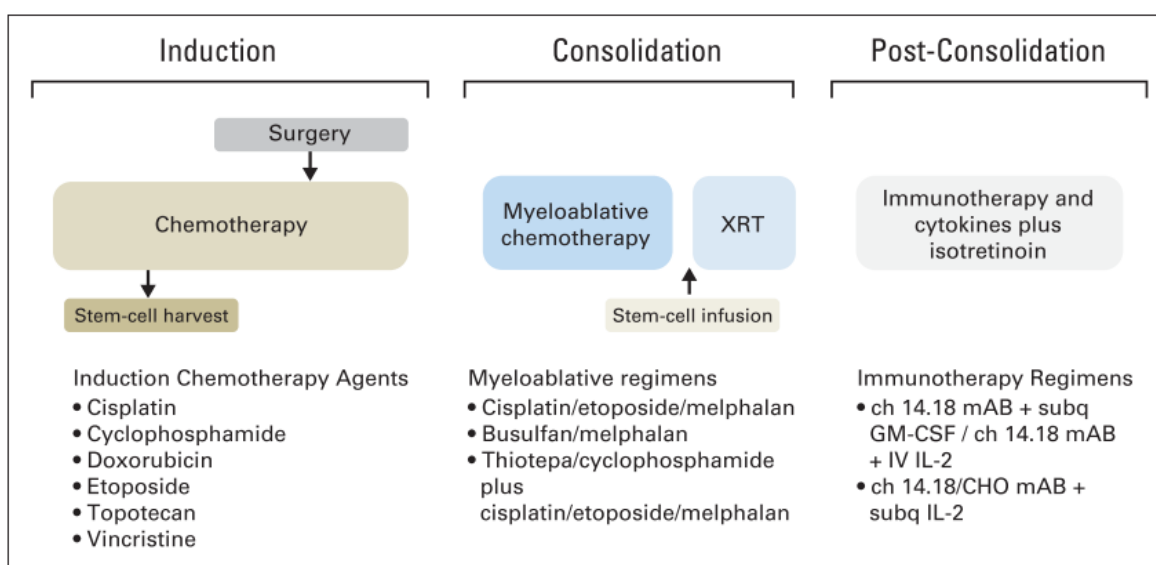 Induction
Surgery
Chemotherapy
Stem-cell harvest
Induction Chemotherapy Agents
• Cisplatin
• Cyclophosphamide
• Doxorubicin
• Etoposide
• Topotecan
• Vincristine
Consolidation
Myeloablative
chemotherapy
XRT
Stem-cell infusion
Myeloablative regimens
• Cisplatin/etoposide/melphalan
• Busulfan/melphalan
• Thiotepa/cyclophosphamide
plus
cisplatin/etoposide/melphalan
Post-Consolidation
Immunotherapy and
cytokines plus
isotretinoin
Immunotherapy Regimens
• ch 14.18 mAB + subq
GM-CSF / ch 14.18 mAB
+ IV IL-2
• ch 14.18/CHO mAB +
subq IL-2